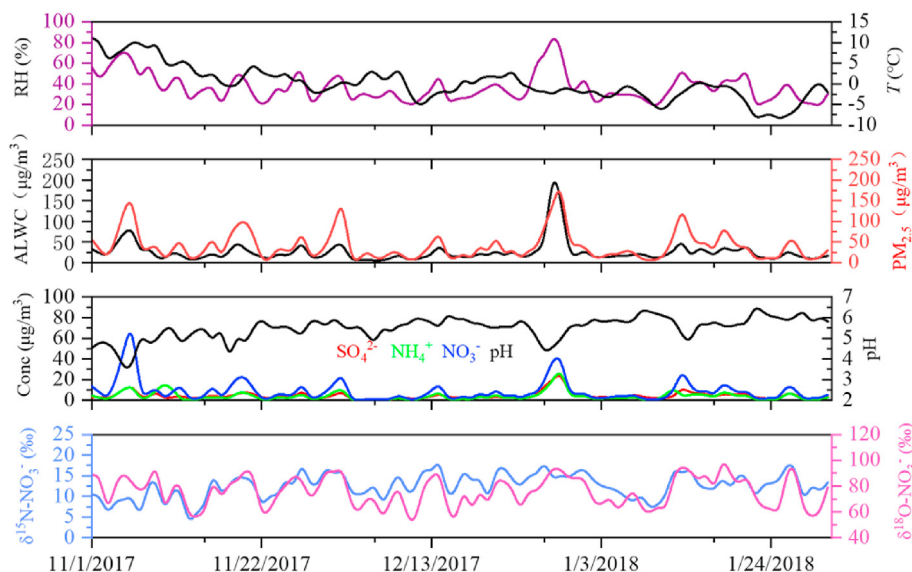 100 15
80 10
60 5
40 0
20 -5
0 -10
RH (%)
T (°C)
250 250
200 200
150 150
100 100
50 50
0 0
ALWC (μg/m³)
PM₂.₅ (μg/m³)
100 7
80 6
60 5
40 4
20 3
0 2
Conc (μg/m³)
pH
SO₄²⁻ NH₄⁺ NO₃⁻ pH
25 120
20 100
15 80
10 60
5 40
0
δ¹⁵N-NO₃⁻ (‰)
δ¹⁸O-NO₃⁻ (‰)
11/1/2017 11/22/2017 12/13/2017 1/3/2018 1/24/2018